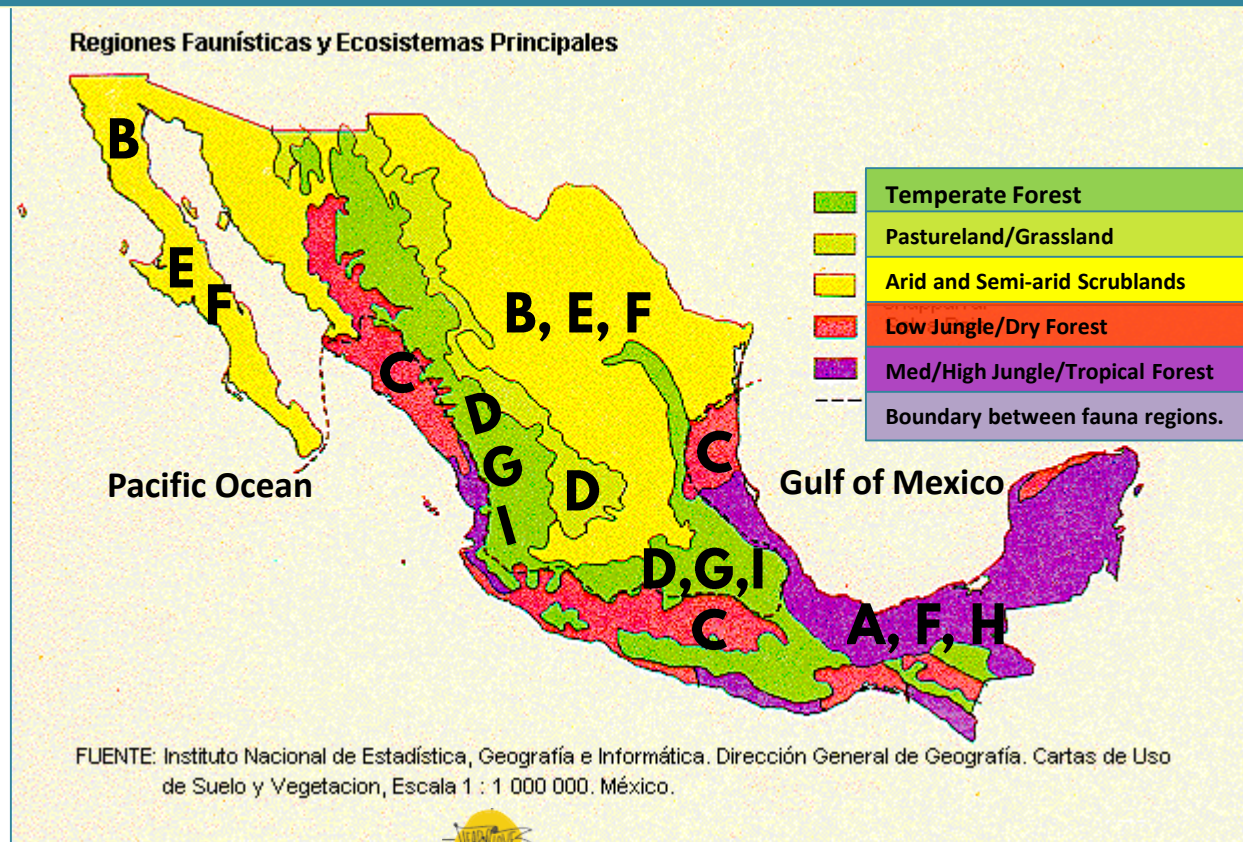 Regiones Faunísticas y Ecosistemas Principales
B
E
F
B, E, F
Temperate Forest
Pastureland/Grassland
Arid and Semi-arid Scrublands
Low Jungle/Dry Forest
Med/High Jungle/Tropical Forest
Boundary between fauna regions.
C
D
G
I
D
C
Pacific Ocean
Gulf of Mexico
D,G,I
C
A, F, H
FUENTE: Instituto Nacional de Estadística, Geografía e Informática. Dirección General de Geografía. Cartas de Uso
de Suelo y Vegetacion, Escala 1 : 1 000 000. México.